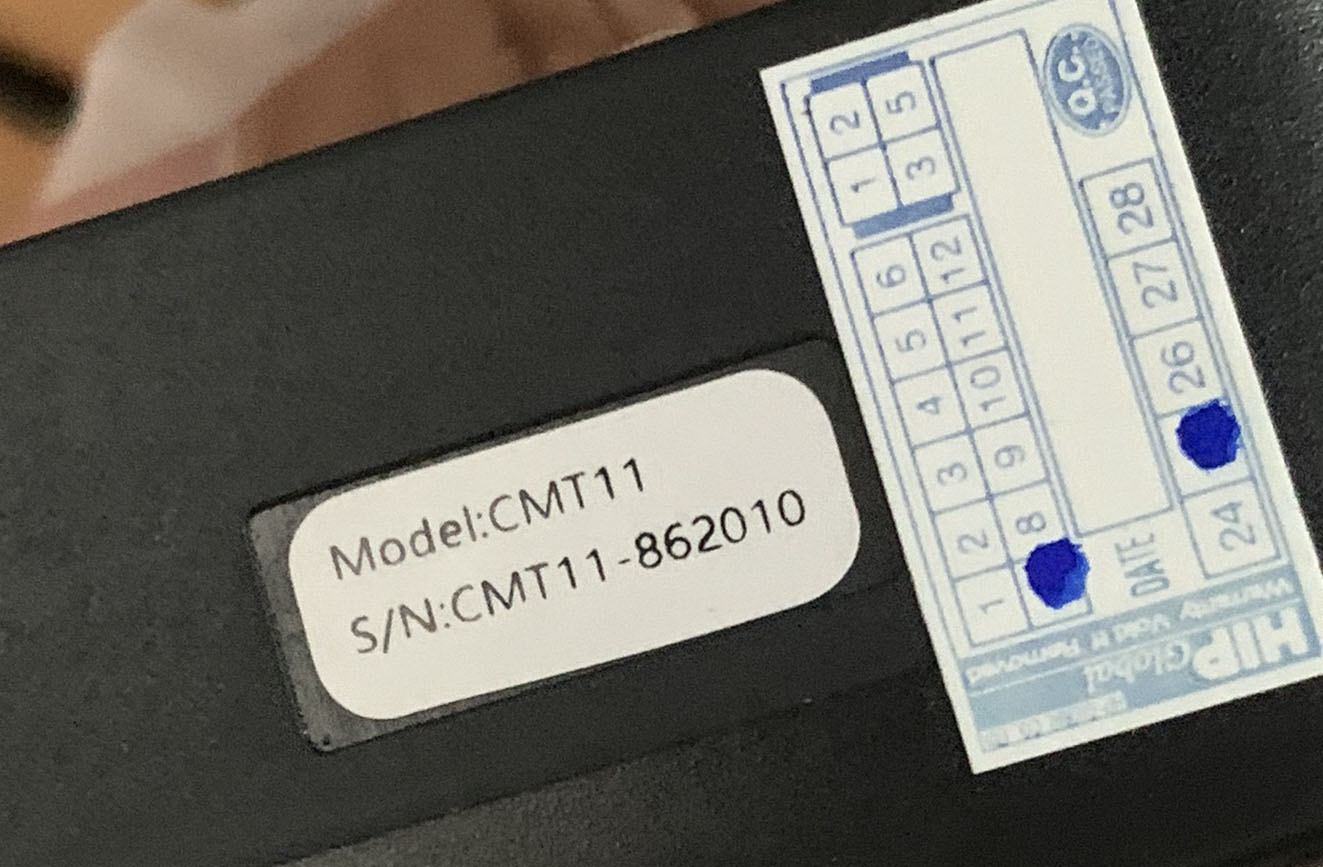 Model:CMT11
S/N:CMT11-862010
HIP Global
Warranty Void If Removed
1 2 3 4 5 6
8 9 10 11 12
1 2
3 5
DATE
24 26 27 28
Q.C.
PASSED